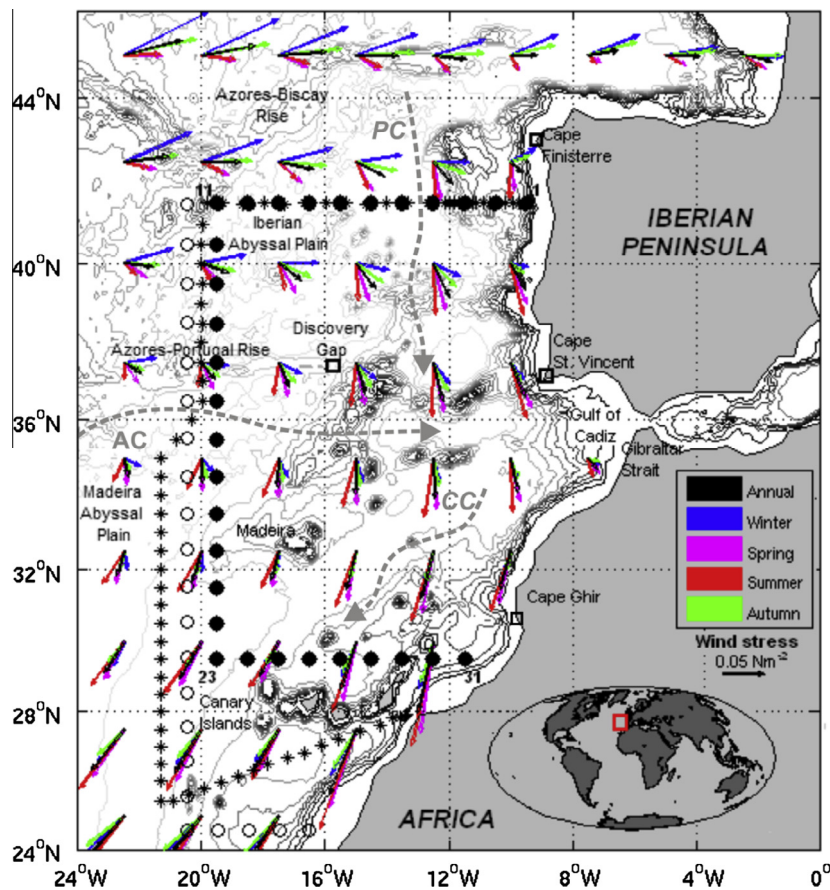 44°N
40°N
36°N
32°N
28°N
24°N
24°W
20°W
16°W
12°W
8°W
4°W
0°
Azores-Biscay
Rise
PC
Cape
Finisterre
11
1
Iberian
Abyssal Plain
IBERIAN
PENINSULA
Discovery
Gap
Azores-Portugal Rise
Cape
St. Vincent
AC
Gulf of
Cadiz
Gibraltar
Strait
Madeira
Abyssal
Plain
CC
Madeira
Cape Ghir
23
31
Canary
Islands
AFRICA
Annual
Winter
Spring
Summer
Autumn
Wind stress
0.05 Nm-2